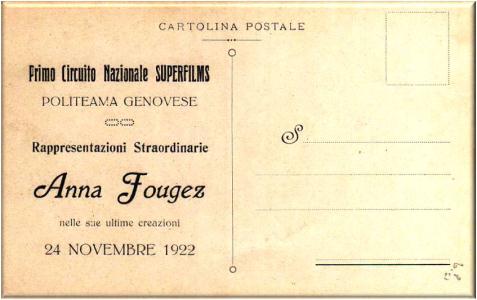 CARTOLINA POSTALE
Primo Circuito Nazionale SUPERFILMS
POLITEAMA GENOVESE
Rappresentazioni Straordinarie
Anna Fougez
nelle sue ultime creazioni
24 NOVEMBRE 1922
S